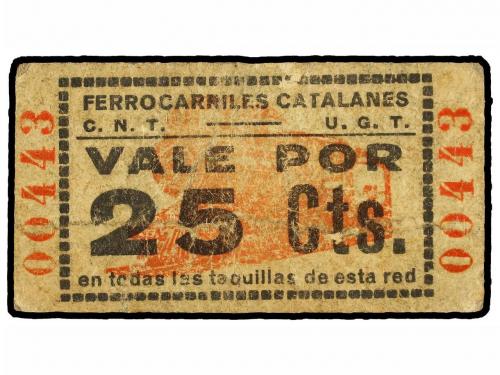 00443
FERROCARRILES CATALANES
C. N. T. U. G. T.
VALE POR
25 Cts.
en todas las taquillas de esta red
00443